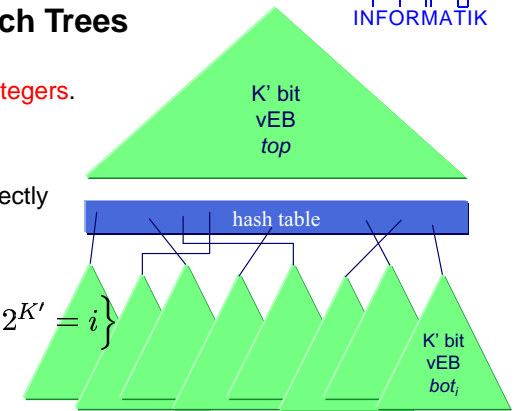 ch Trees
INFORMATIK
tegers.
K' bit
vEB
top
ectly
hash table
2^{K'} = i}
K' bit
vEB
bot_i